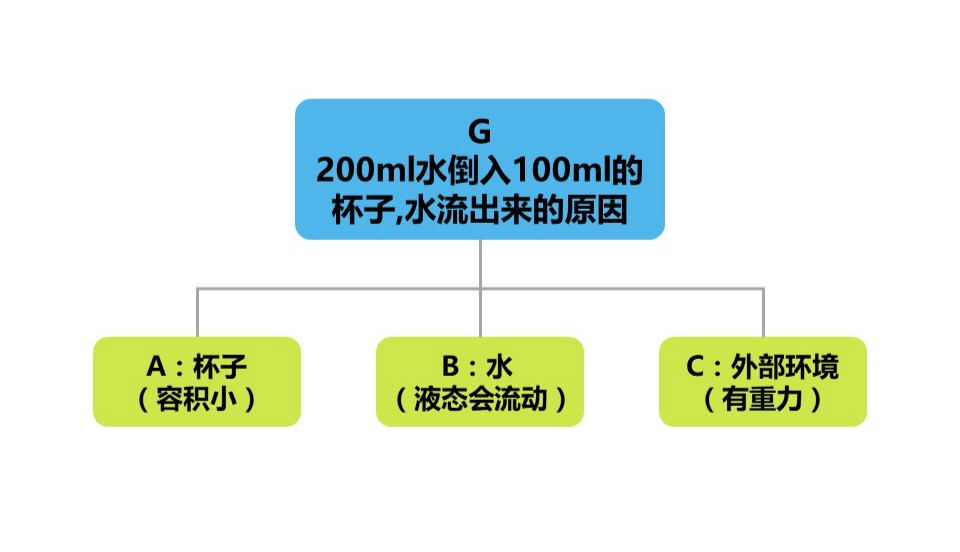 G
200ml水倒入100ml的
杯子,水流出来的原因
A：杯子
（容积小）
B：水
（液态会流动）
C：外部环境
（有重力）